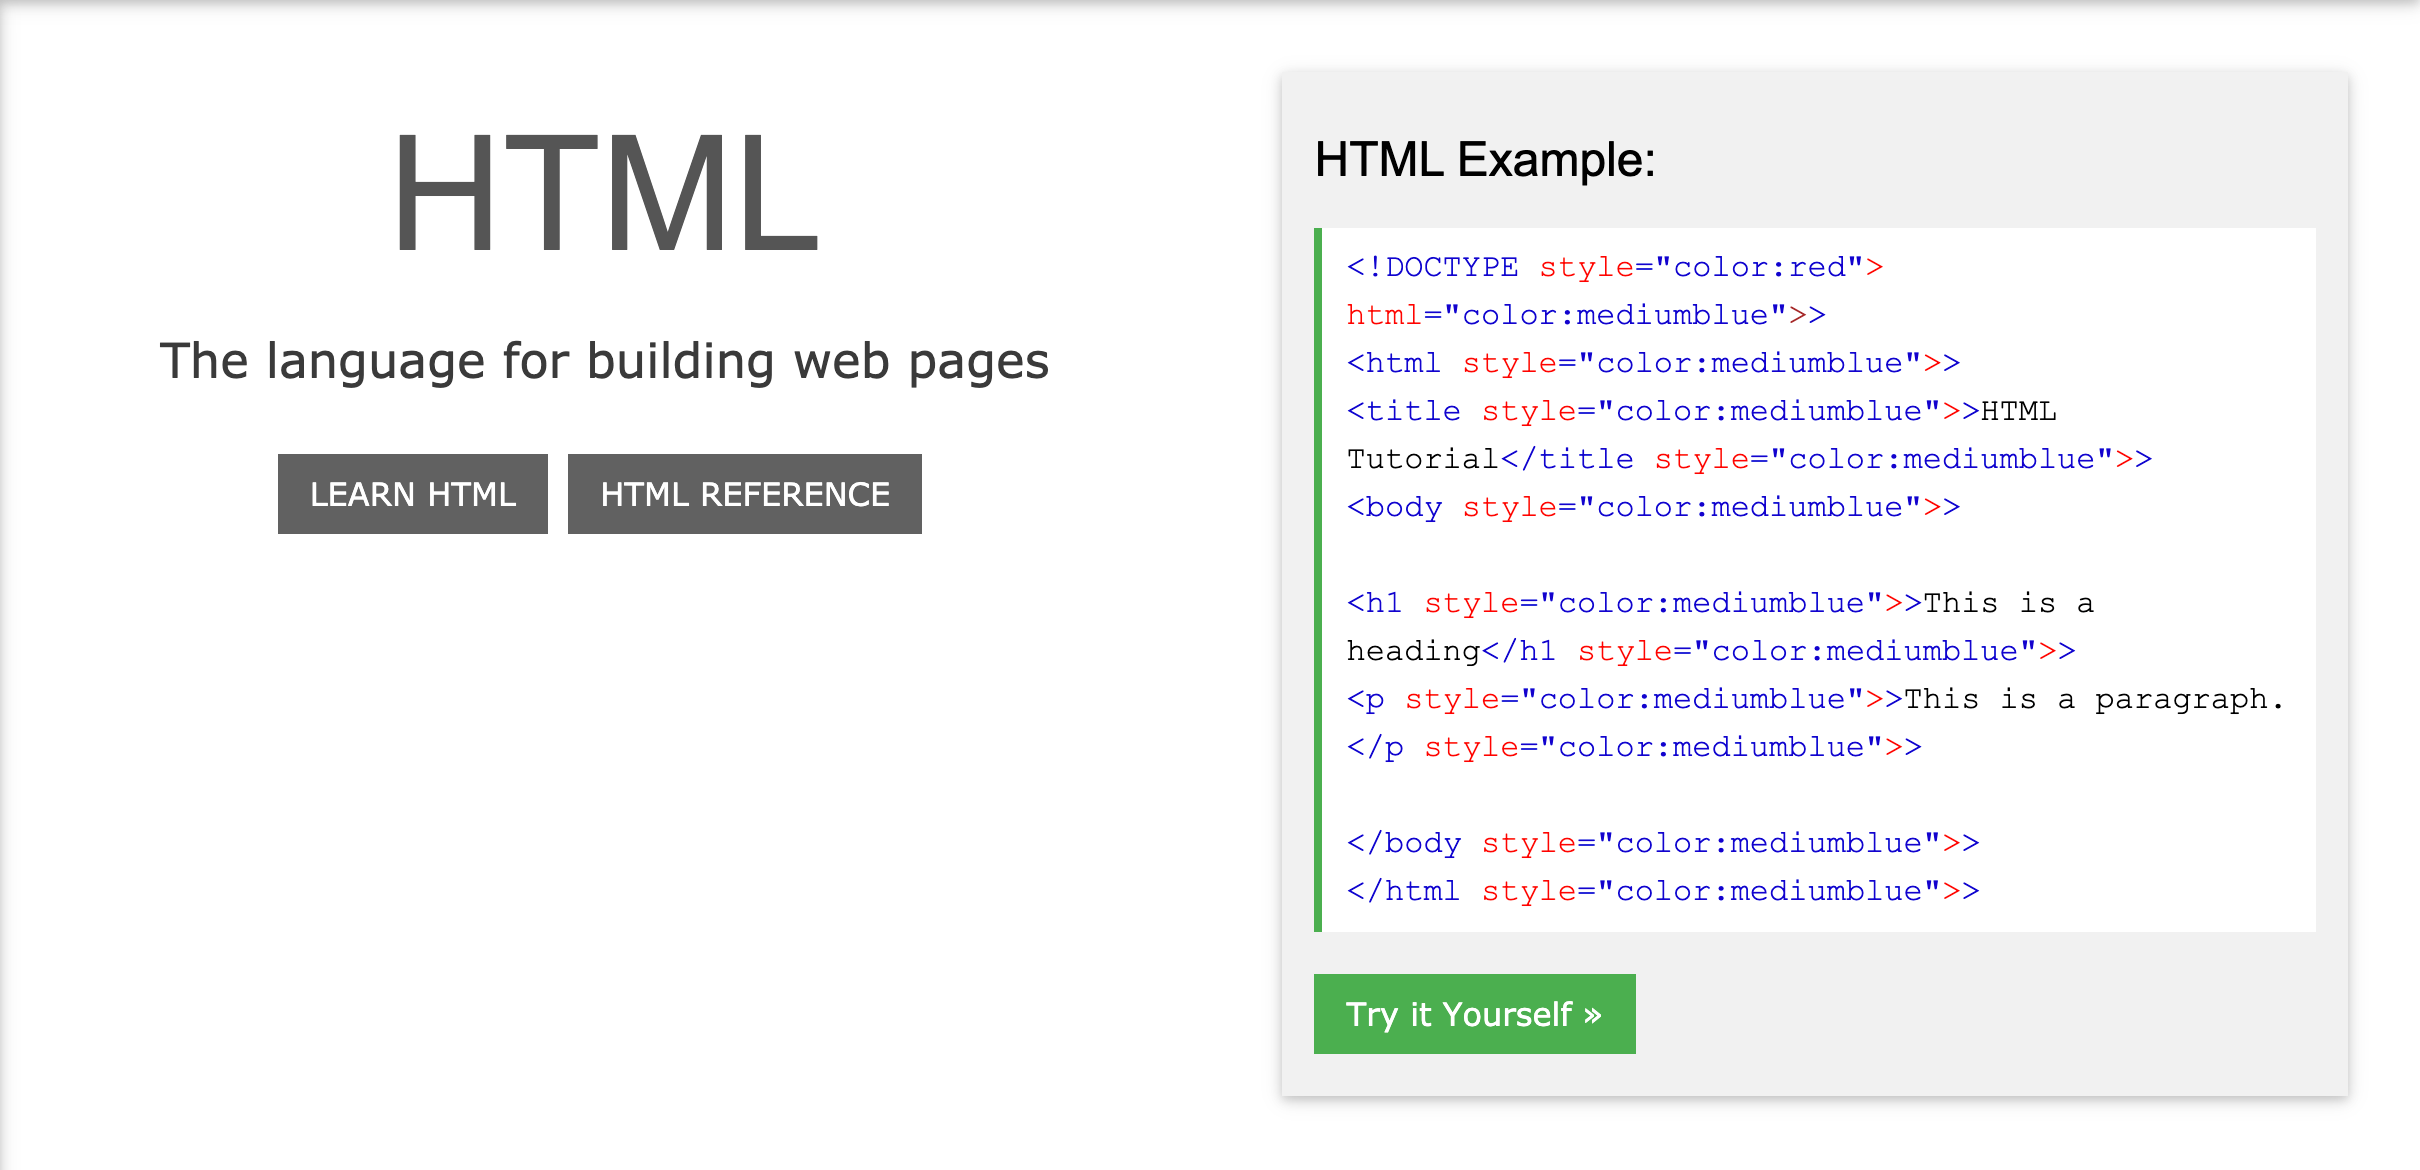 HTML
The language for building web pages
LEARN HTML
HTML REFERENCE
HTML Example:
<!DOCTYPE style="color:red">
html="color:mediumblue">>
<html style="color:mediumblue">>
<title style="color:mediumblue">>HTML
Tutorial</title style="color:mediumblue">>
<body style="color:mediumblue">>
<h1 style="color:mediumblue">>This is a
heading</h1 style="color:mediumblue">>
<p style="color:mediumblue">>This is a paragraph.
</p style="color:mediumblue">>
</body style="color:mediumblue">>
</html style="color:mediumblue">>
Try it Yourself »